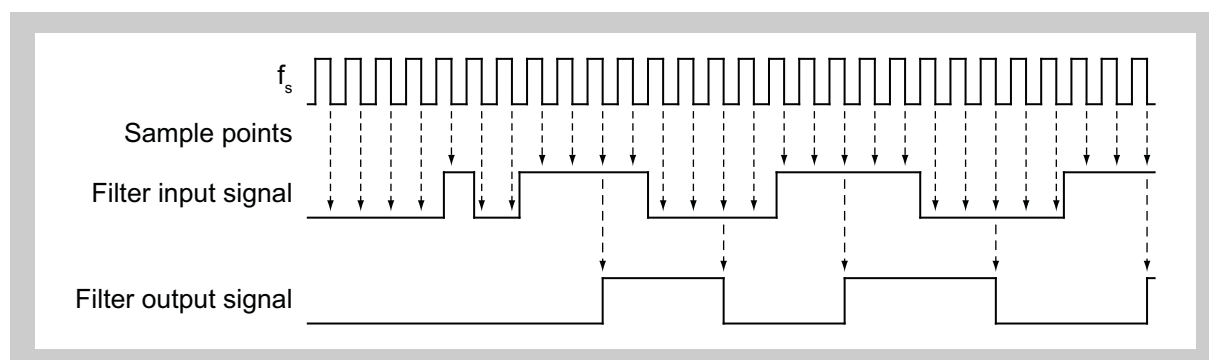 fs
Sample points
Filter input signal
Filter output signal